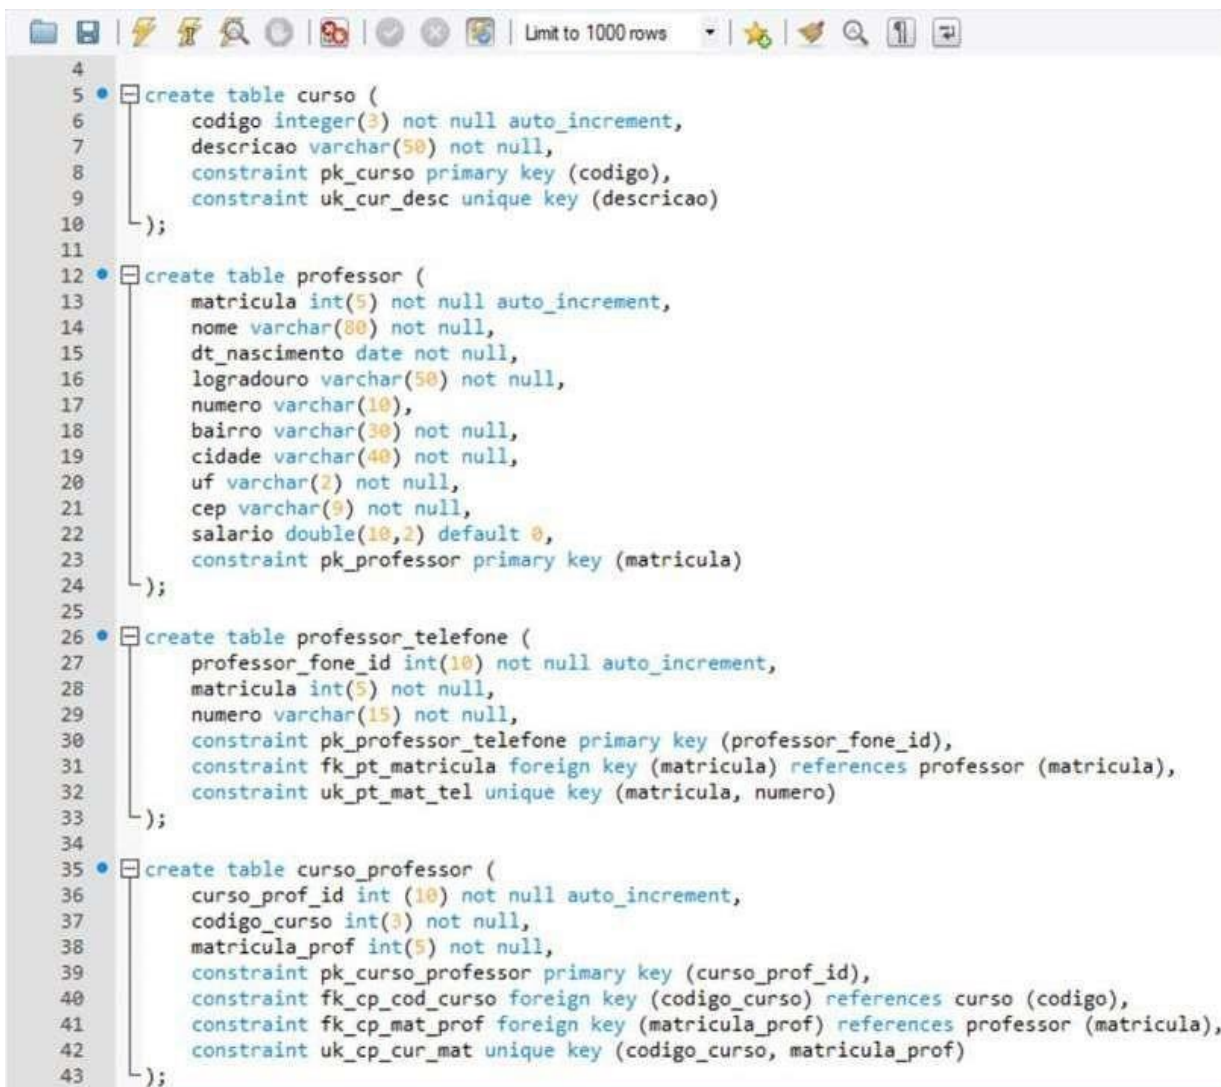 Limit to 1000 rows
4
5 create table curso (
6 codigo integer(3) not null auto_increment,
7 descricao varchar(50) not null,
8 constraint pk_curso primary key (codigo),
9 constraint uk_cur_desc unique key (descricao)
10 );
11
12 create table professor (
13 matricula int(5) not null auto_increment,
14 nome varchar(80) not null,
15 dt_nascimento date not null,
16 logradouro varchar(50) not null,
17 numero varchar(10),
18 bairro varchar(30) not null,
19 cidade varchar(40) not null,
20 uf varchar(2) not null,
21 cep varchar(9) not null,
22 salario double(10,2) default 0,
23 constraint pk_professor primary key (matricula)
24 );
25
26 create table professor_telefone (
27 professor_fone_id int(10) not null auto_increment,
28 matricula int(5) not null,
29 numero varchar(15) not null,
30 constraint pk_professor_telefone primary key (professor_fone_id),
31 constraint fk_pt_matricula foreign key (matricula) references professor (matricula),
32 constraint uk_pt_mat_tel unique key (matricula, numero)
33 );
34
35 create table curso_professor (
36 curso_prof_id int (10) not null auto_increment,
37 codigo_curso int(3) not null,
38 matricula_prof int(5) not null,
39 constraint pk_curso_professor primary key (curso_prof_id),
40 constraint fk_cp_cod_curso foreign key (codigo_curso) references curso (codigo),
41 constraint fk_cp_mat_prof foreign key (matricula_prof) references professor (matricula),
42 constraint uk_cp_cur_mat unique key (codigo_curso, matricula_prof)
43 );